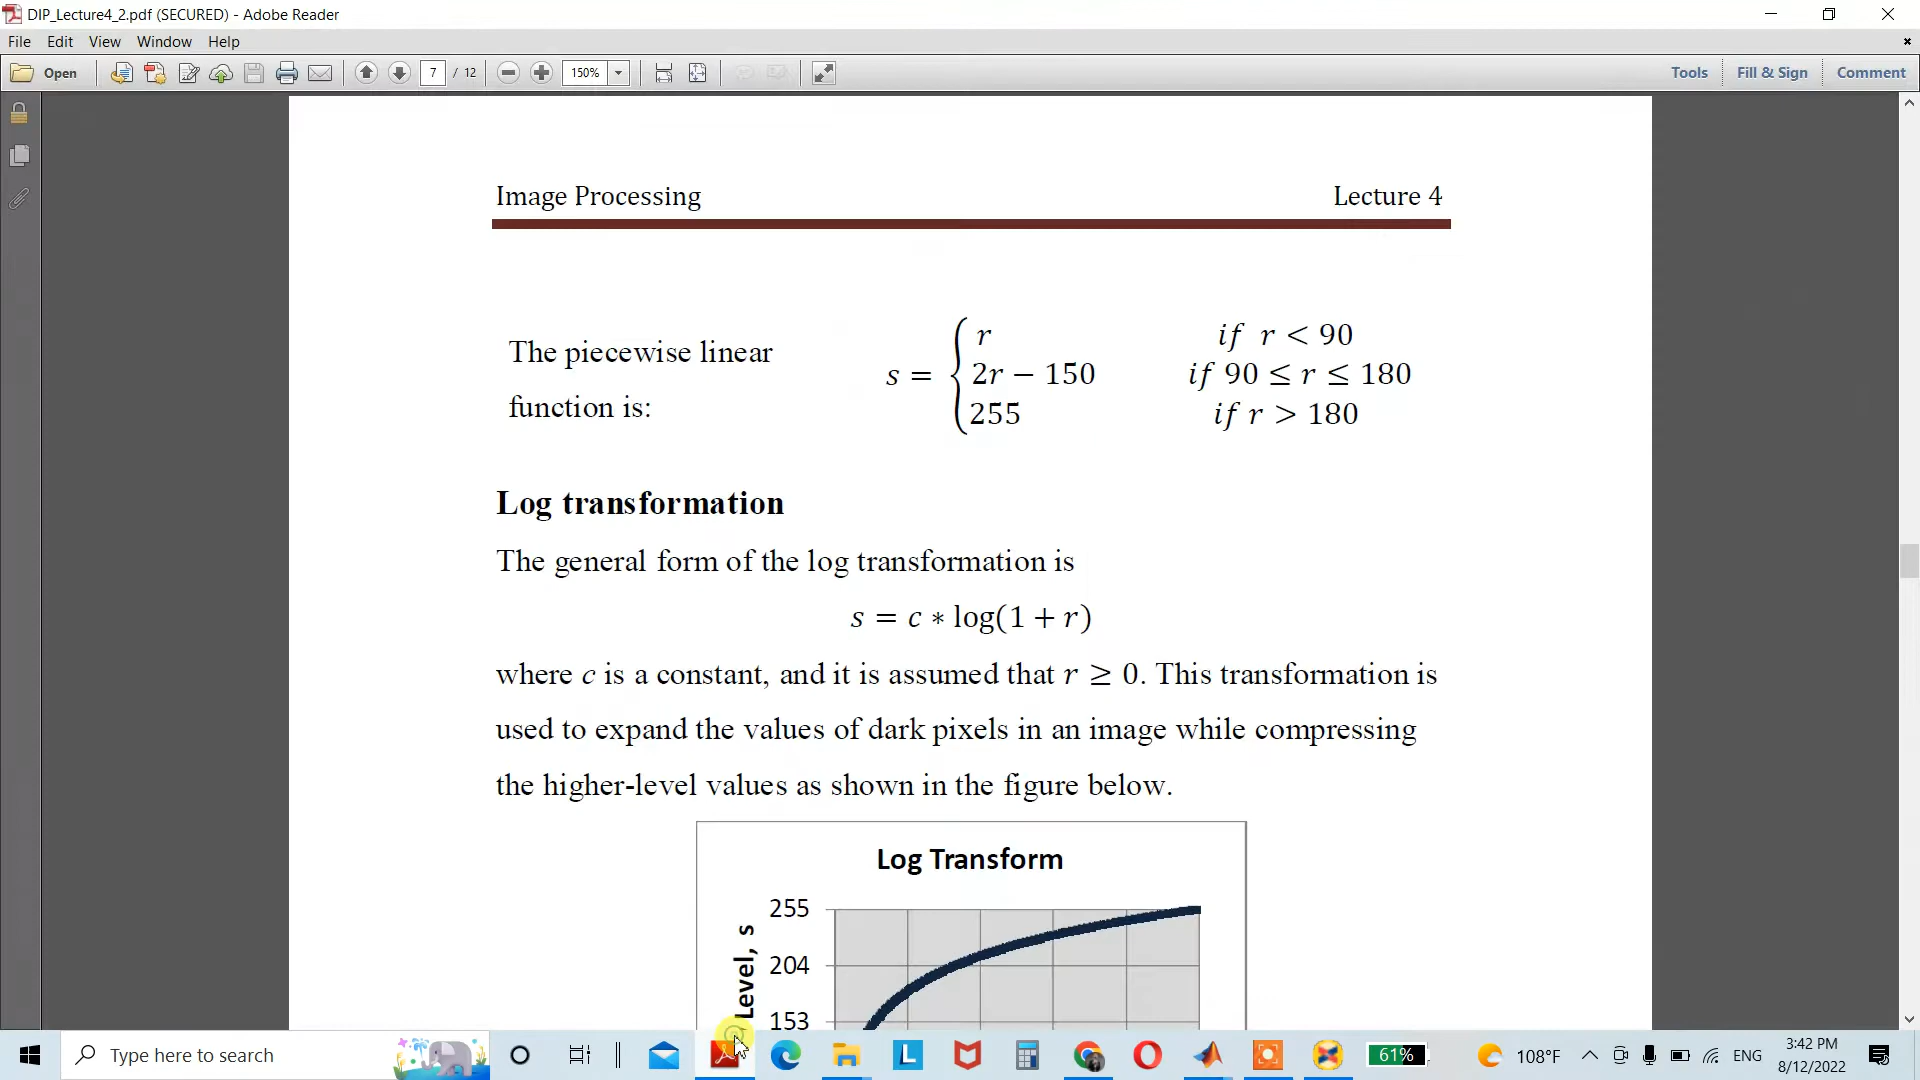 DIP_Lecture4_2.pdf (SECURED) - Adobe Reader
File Edit View Window Help
Open 7 / 12 150% Tools Fill & Sign Comment
Image Processing Lecture 4
The piecewise linear
function is:
s = { r if r < 90
2r − 150 if 90 ≤ r ≤ 180
255 if r > 180
Log transformation
The general form of the log transformation is
s = c ∗ log(1 + r)
where c is a constant, and it is assumed that r ≥ 0. This transformation is
used to expand the values of dark pixels in an image while compressing
the higher-level values as shown in the figure below.
Log Transform
255
204
153
Level, s
Type here to search
61%
108°F
ENG
3:42 PM
8/12/2022